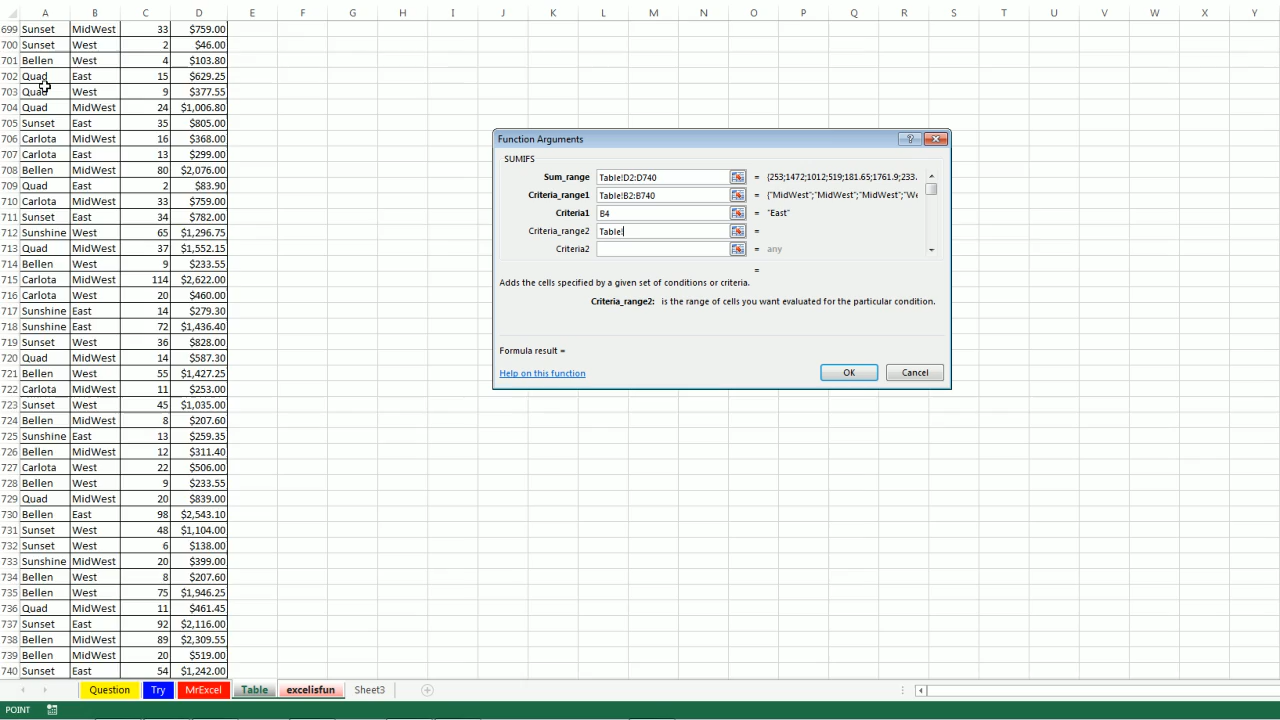 A B C D E F G H I J K L M N O P Q R S T U V W X Y
699 Sunset MidWest 33 $759.00
700 Sunset West 2 $46.00
701 Bellen West 4 $103.80
702 Quad East 15 $629.25
703 Quad West 9 $377.55
704 Quad MidWest 24 $1,006.80
705 Sunset East 35 $805.00
706 Carlota MidWest 16 $368.00
707 Carlota East 13 $299.00
708 Bellen MidWest 80 $2,076.00
709 Quad East 2 $83.90
710 Carlota MidWest 33 $759.00
711 Sunset East 34 $782.00
712 Sunshine West 65 $1,296.75
713 Quad MidWest 37 $1,552.15
714 Bellen West 9 $233.55
715 Carlota West 114 $2,622.00
716 Carlota West 20 $460.00
717 Sunshine East 14 $279.30
718 Sunshine East 72 $1,436.40
719 Sunset West 36 $828.00
720 Quad MidWest 14 $587.30
721 Bellen West 55 $1,427.25
722 Carlota MidWest 11 $253.00
723 Sunset West 45 $1,035.00
724 Bellen MidWest 8 $207.60
725 Sunshine East 13 $259.35
726 Bellen MidWest 12 $311.40
727 Carlota West 22 $506.00
728 Bellen West 9 $233.55
729 Quad MidWest 20 $839.00
730 Bellen East 98 $2,543.10
731 Sunset West 48 $1,104.00
732 Sunset West 6 $138.00
733 Sunshine MidWest 20 $399.00
734 Bellen West 8 $207.60
735 Bellen West 75 $1,946.25
736 Quad MidWest 11 $461.45
737 Sunset East 92 $2,116.00
738 Bellen MidWest 89 $2,309.55
739 Bellen MidWest 20 $519.00
740 Sunset East 54 $1,242.00
Function Arguments
SUMIFS
Sum_range Table!D2:D740 = {253;1472;1012;519;181.65;1761.9;233.
Criteria_range1 Table!B2:B740 = {"MidWest";"MidWest";"MidWest";"We
Criteria1 B4 = "East"
Criteria_range2 Table! =
Criteria2 = any
=
Adds the cells specified by a given set of conditions or criteria.
Criteria_range2: is the range of cells you want evaluated for the particular condition.
Formula result =
Help on this function OK Cancel
Question Try MrExcel Table excelisfun Sheet3
POINT